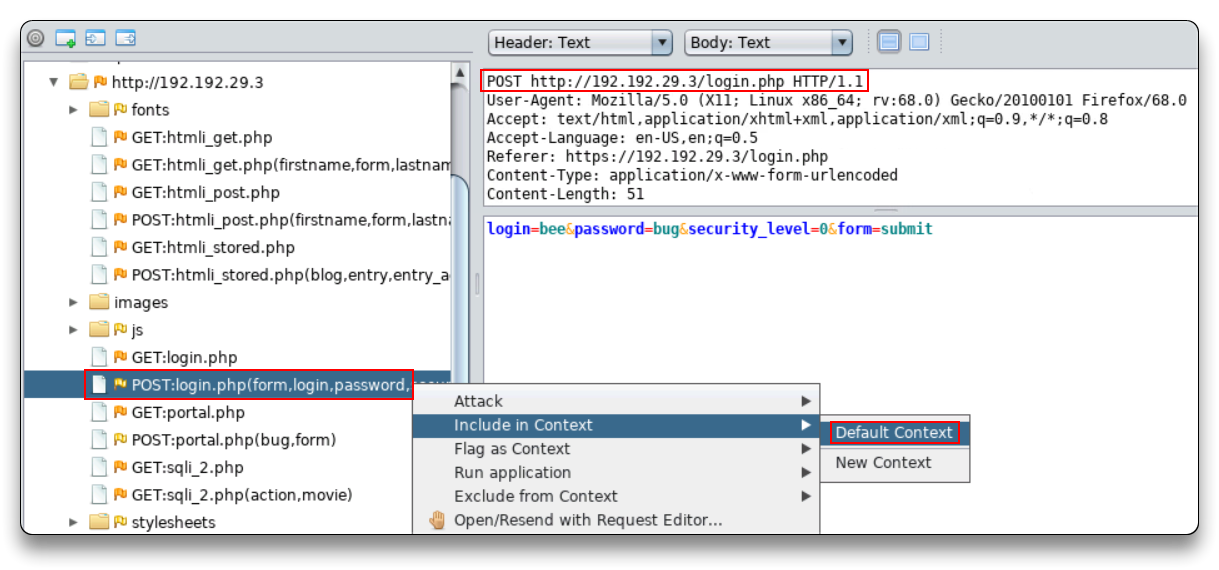 Header: Text
Body: Text
http://192.192.29.3
fonts
GET:htmli_get.php
GET:htmli_get.php(firstname,form,lastnam
GET:htmli_post.php
POST:htmli_post.php(firstname,form,lastn
GET:htmli_stored.php
POST:htmli_stored.php(blog,entry,entry_a
images
js
GET:login.php
POST:login.php(form,login,password,
GET:portal.php
POST:portal.php(bug,form)
GET:sqli_2.php
GET:sqli_2.php(action,movie)
stylesheets
POST http://192.192.29.3/login.php HTTP/1.1
User-Agent: Mozilla/5.0 (X11; Linux x86_64; rv:68.0) Gecko/20100101 Firefox/68.0
Accept: text/html,application/xhtml+xml,application/xml;q=0.9,*/*;q=0.8
Accept-Language: en-US,en;q=0.5
Referer: https://192.192.29.3/login.php
Content-Type: application/x-www-form-urlencoded
Content-Length: 51
login=bee&password=bug&security_level=0&form=submit
Attack
Include in Context
Flag as Context
Run application
Exclude from Context
Open/Resend with Request Editor...
Default Context
New Context